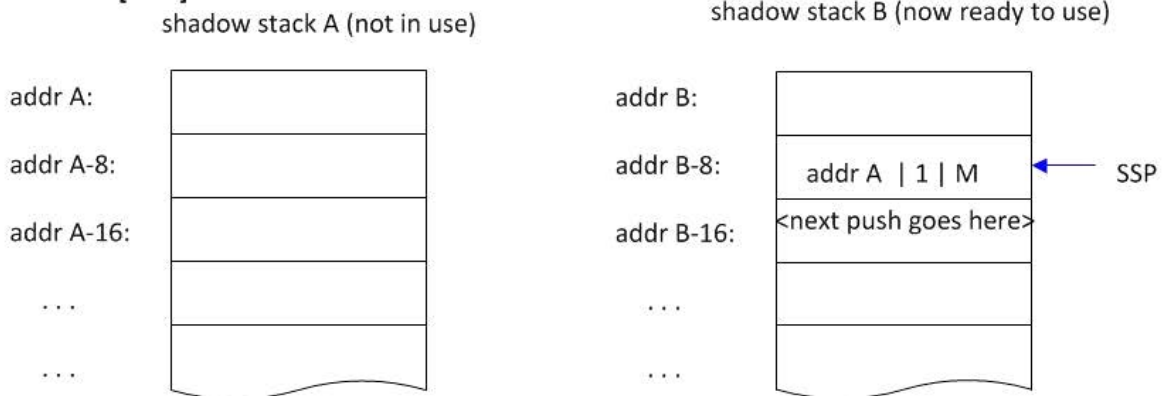 shadow stack A (not in use)
addr A:
addr A-8:
addr A-16:
. . .
. . .
shadow stack B (now ready to use)
addr B:
addr B-8:
addr A | 1 | M
SSP
<next push goes here>
addr B-16:
. . .
. . .